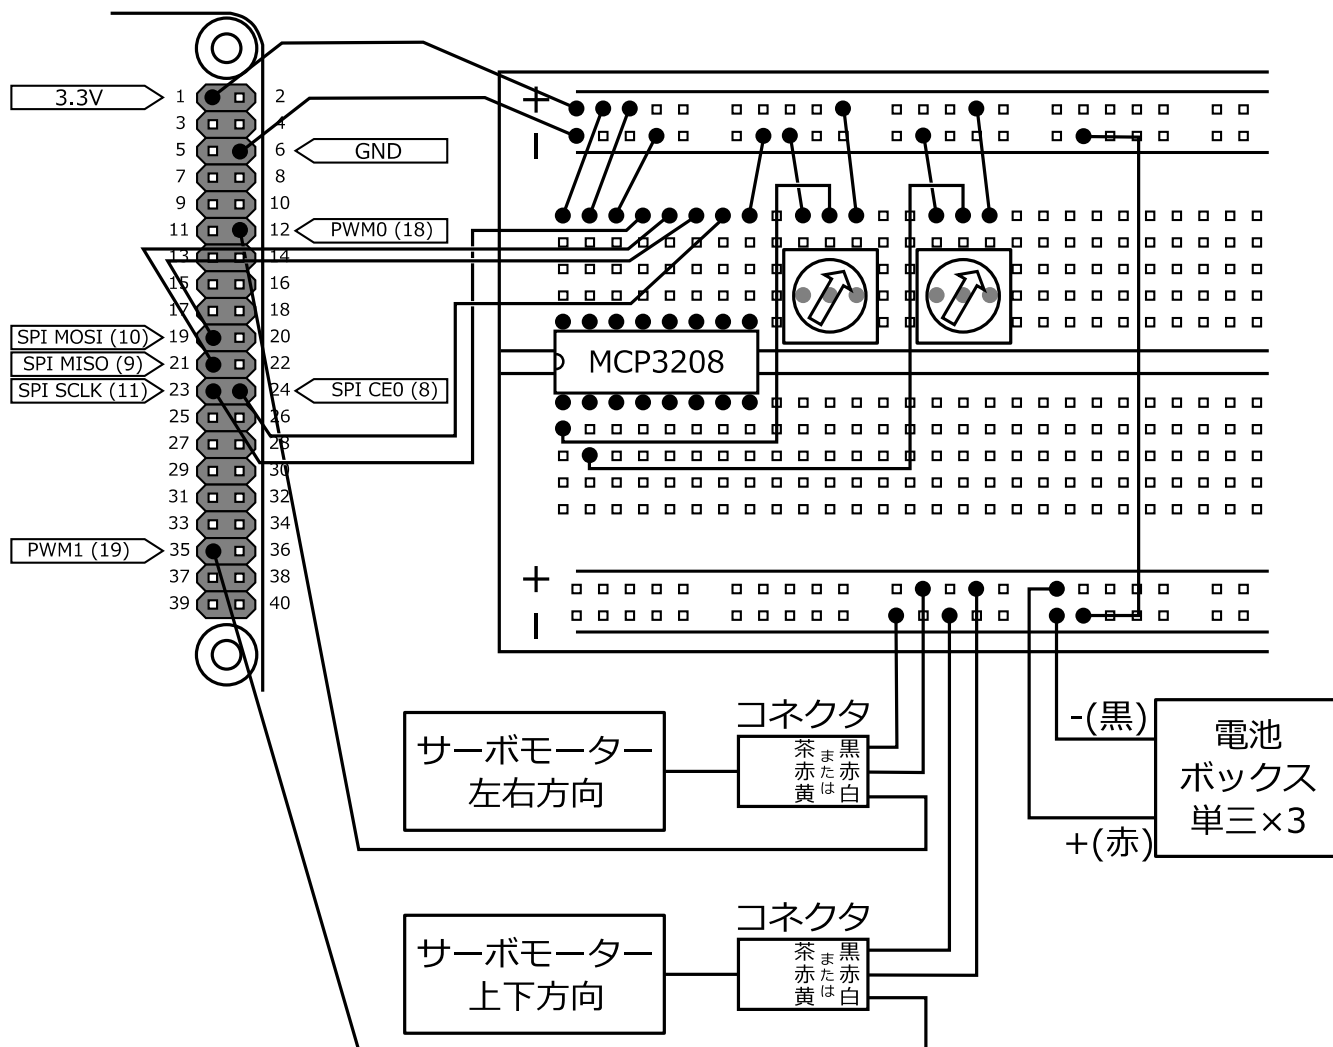 3.3V
1 2
3 4
5 6
GND
7 8
9 10
11 12
PWM0 (18)
13 14
15 16
17 18
SPI MOSI (10)
19 20
SPI MISO (9)
21 22
SPI SCLK (11)
23 24
SPI CE0 (8)
25 26
27 28
29 30
31 32
33 34
PWM1 (19)
35 36
37 38
39 40
+
-
MCP3208
+
-
サーボモーター
左右方向
コネクタ
茶 または 黒
赤 赤
黄 白
-(黒)
+(赤)
電池
ボックス
単三×3
サーボモーター
上下方向
コネクタ
茶 または 黒
赤 赤
黄 白